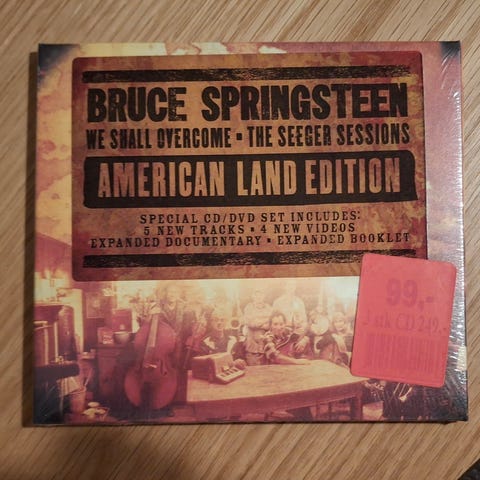 BRUCE SPRINGSTEEN
WE SHALL OVERCOME ▪ THE SEEGER SESSIONS
AMERICAN LAND EDITION
SPECIAL CD/DVD SET INCLUDES:
5 NEW TRACKS ▪ 4 NEW VIDEOS
EXPANDED DOCUMENTARY ▪ EXPANDED BOOKLET
99,-
3 stk CD 249,-